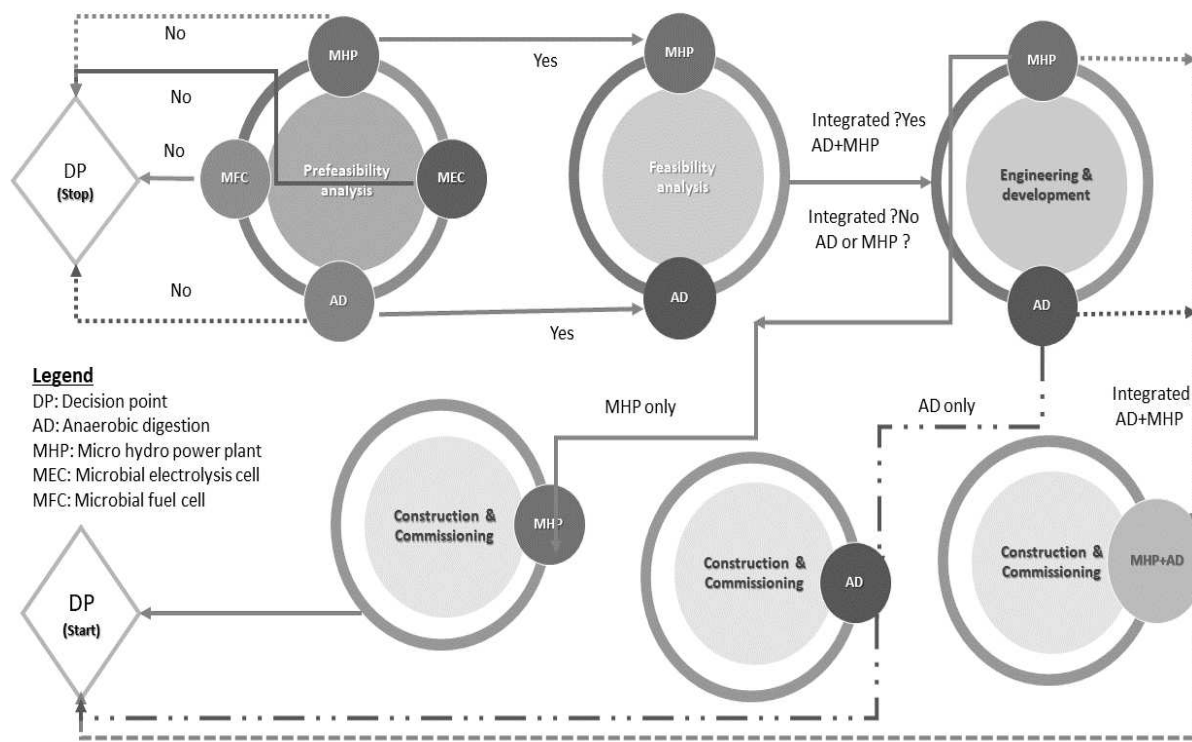 No
MHP
Yes
MHP
MHP
No
No
DP
(Stop)
MFC
Prefeasibility
analysis
MEC
Feasibility
analysis
Integrated ?Yes
AD+MHP
Integrated ?No
AD or MHP ?
Engineering &
development
No
AD
Yes
AD
AD
Legend
DP: Decision point
AD: Anaerobic digestion
MHP: Micro hydro power plant
MEC: Microbial electrolysis cell
MFC: Microbial fuel cell
MHP only
AD only
Integrated
AD+MHP
Construction &
Commissioning
MHP
Construction &
Commissioning
AD
Construction &
Commissioning
MHP+AD
DP
(Start)